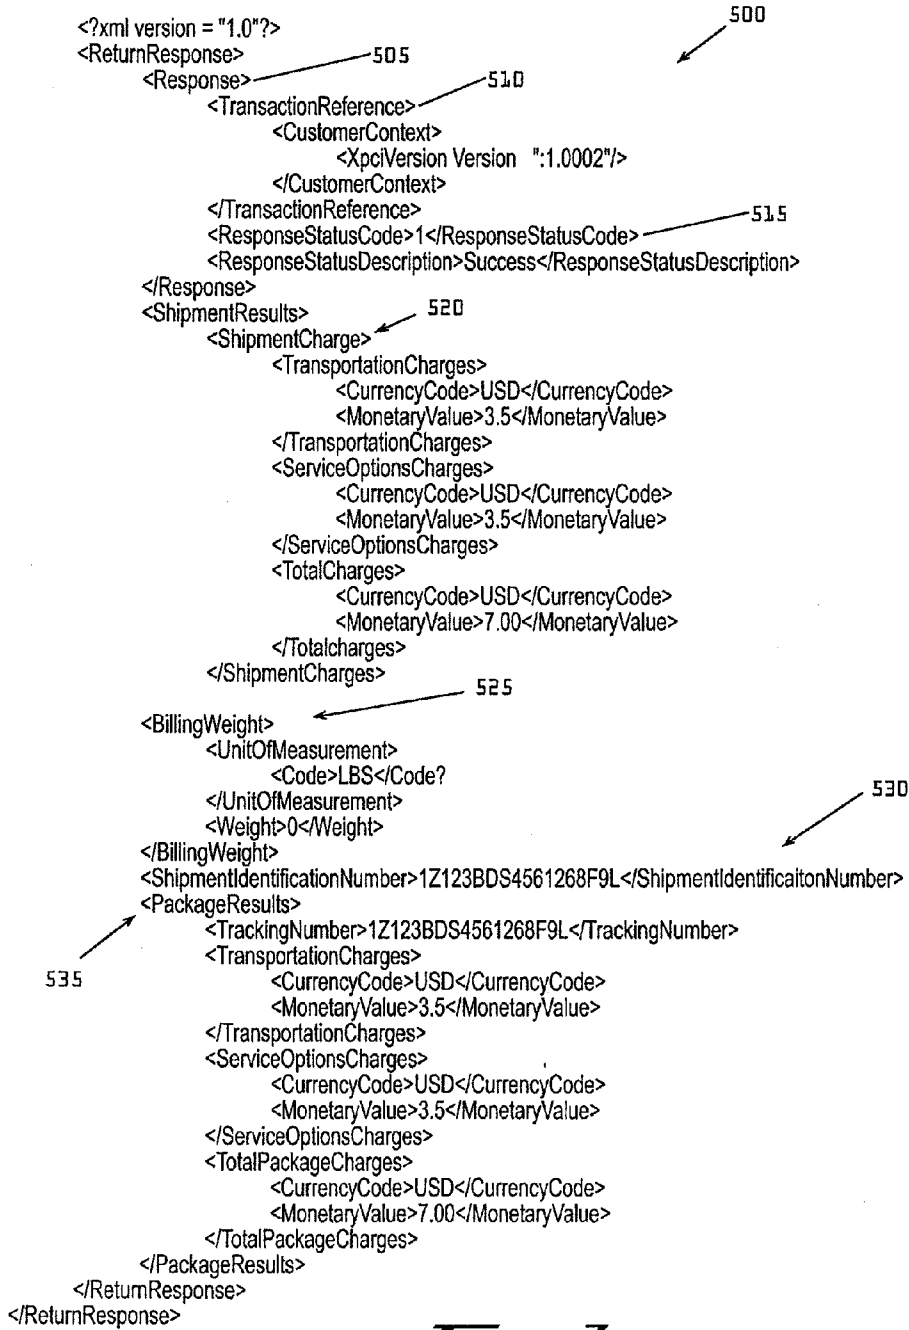 500
<?xml version = "1.0"?>
<ReturnResponse>
505
<Response>
510
<TransactionReference>
<CustomerContext>
<XpciVersion Version ":1.0002"/>
</CustomerContext>
</TransactionReference>
515
<ResponseStatusCode>1</ResponseStatusCode>
<ResponseStatusDescription>Success</ResponseStatusDescription>
</Response>
<ShipmentResults>
520
<ShipmentCharge>
<TransportationCharges>
<CurrencyCode>USD</CurrencyCode>
<MonetaryValue>3.5</MonetaryValue>
</TransportationCharges>
<ServiceOptionsCharges>
<CurrencyCode>USD</CurrencyCode>
<MonetaryValue>3.5</MonetaryValue>
</ServiceOptionsCharges>
<TotalCharges>
<CurrencyCode>USD</CurrencyCode>
<MonetaryValue>7.00</MonetaryValue>
</Totalcharges>
</ShipmentCharges>
525
<BillingWeight>
<UnitOfMeasurement>
<Code>LBS</Code?
</UnitOfMeasurement>
530
<Weight>0</Weight>
</BillingWeight>
<ShipmentIdentificationNumber>1Z123BDS4561268F9L</ShipmentIdentificaitonNumber>
<PackageResults>
<TrackingNumber>1Z123BDS4561268F9L</TrackingNumber>
<TransportationCharges>
535
<CurrencyCode>USD</CurrencyCode>
<MonetaryValue>3.5</MonetaryValue>
</TransportationCharges>
<ServiceOptionsCharges>
<CurrencyCode>USD</CurrencyCode>
<MonetaryValue>3.5</MonetaryValue>
</ServiceOptionsCharges>
<TotalPackageCharges>
<CurrencyCode>USD</CurrencyCode>
<MonetaryValue>7.00</MonetaryValue>
</TotalPackageCharges>
</PackageResults>
</ReturnResponse>
</ReturnResponse>